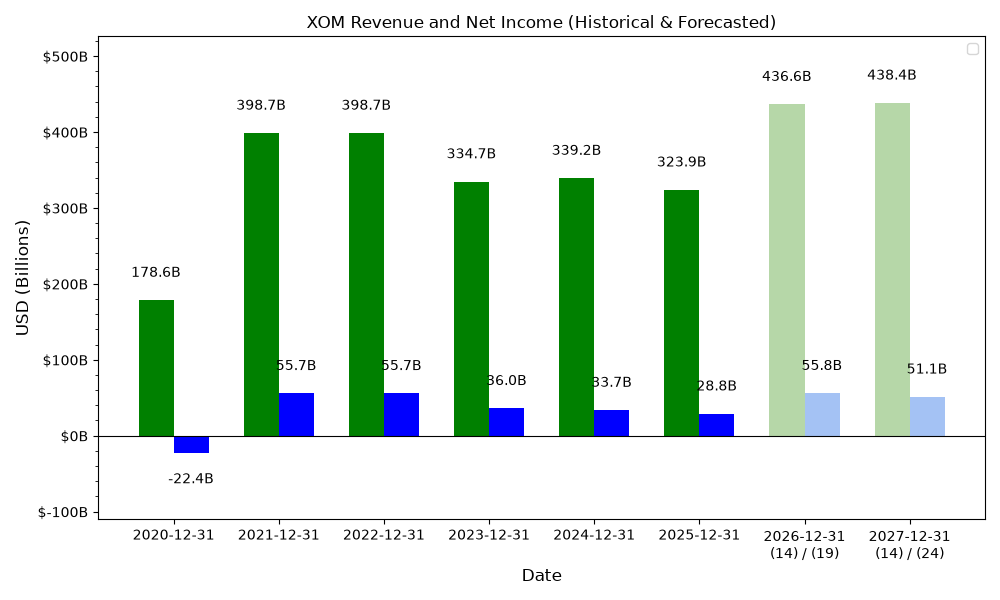 XOM Revenue and Net Income (Historical & Forecasted)
USD (Billions)
$500B
$400B
$300B
$200B
$100B
$0B
$-100B
178.6B
-22.4B
398.7B
55.7B
398.7B
55.7B
334.7B
36.0B
339.2B
33.7B
323.9B
28.8B
436.6B
55.8B
438.4B
51.1B
2020-12-31
2021-12-31
2022-12-31
2023-12-31
2024-12-31
2025-12-31
2026-12-31
(14) / (19)
2027-12-31
(14) / (24)
Date